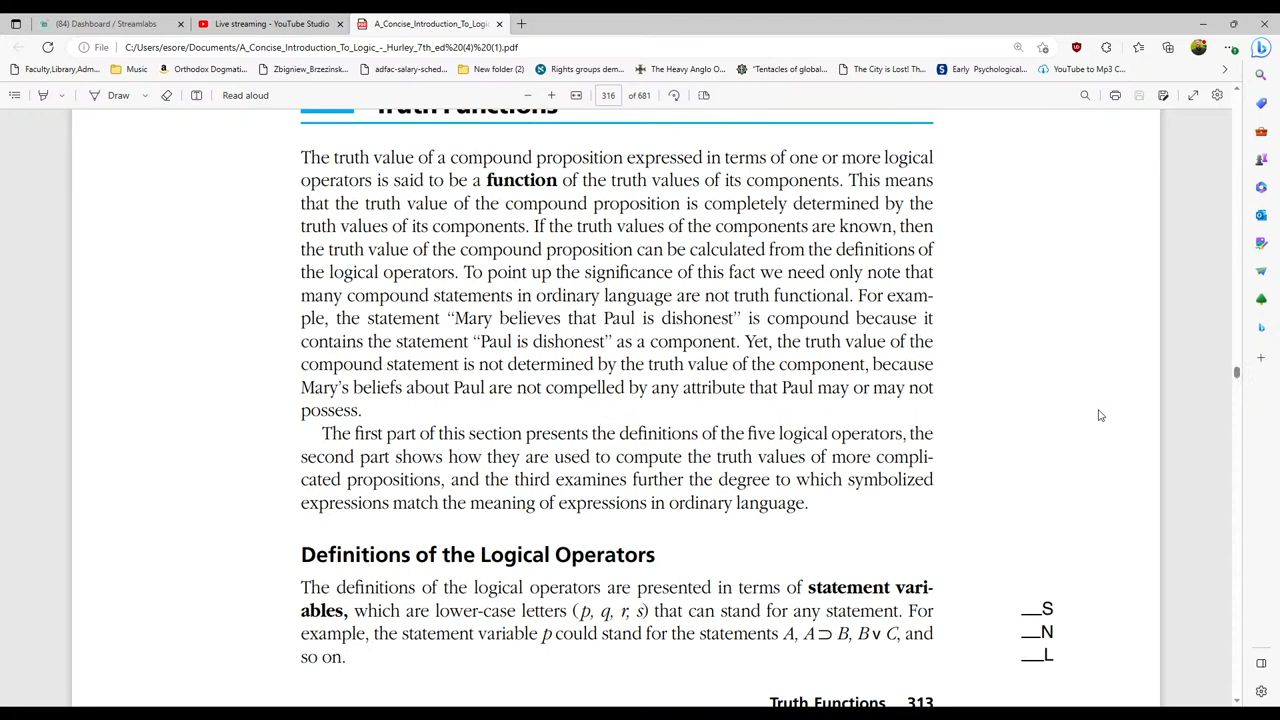 (84) Dashboard / Streamlabs
Live streaming - YouTube Studio
A_Concise_Introduction_To_Logic
File
C:/Users/esore/Documents/A_Concise_Introduction_To_Logic_-_Hurley_7th_ed%20(4)%20(1).pdf
Faculty,Library,Adm...
Music
Orthodox Dogmati...
Zbigniew_Brzezinsk...
adfac-salary-sched...
New folder (2)
Rights groups dem...
The Heavy Anglo O...
"Tentacles of global...
The City is Lost! Th...
Early Psychological...
YouTube to Mp3 C...
Draw
Read aloud
316 of 681
Truth Functions
The truth value of a compound proposition expressed in terms of one or more logical
operators is said to be a function of the truth values of its components. This means
that the truth value of the compound proposition is completely determined by the
truth values of its components. If the truth values of the components are known, then
the truth value of the compound proposition can be calculated from the definitions of
the logical operators. To point up the significance of this fact we need only note that
many compound statements in ordinary language are not truth functional. For exam-
ple, the statement “Mary believes that Paul is dishonest” is compound because it
contains the statement “Paul is dishonest” as a component. Yet, the truth value of the
compound statement is not determined by the truth value of the component, because
Mary’s beliefs about Paul are not compelled by any attribute that Paul may or may not
possess.
The first part of this section presents the definitions of the five logical operators, the
second part shows how they are used to compute the truth values of more compli-
cated propositions, and the third examines further the degree to which symbolized
expressions match the meaning of expressions in ordinary language.
Definitions of the Logical Operators
The definitions of the logical operators are presented in terms of statement vari-
ables, which are lower-case letters (p, q, r, s) that can stand for any statement. For
example, the statement variable p could stand for the statements A, A ⊃ B, B v C, and
so on.
__S
__N
__L
Truth Functions 313